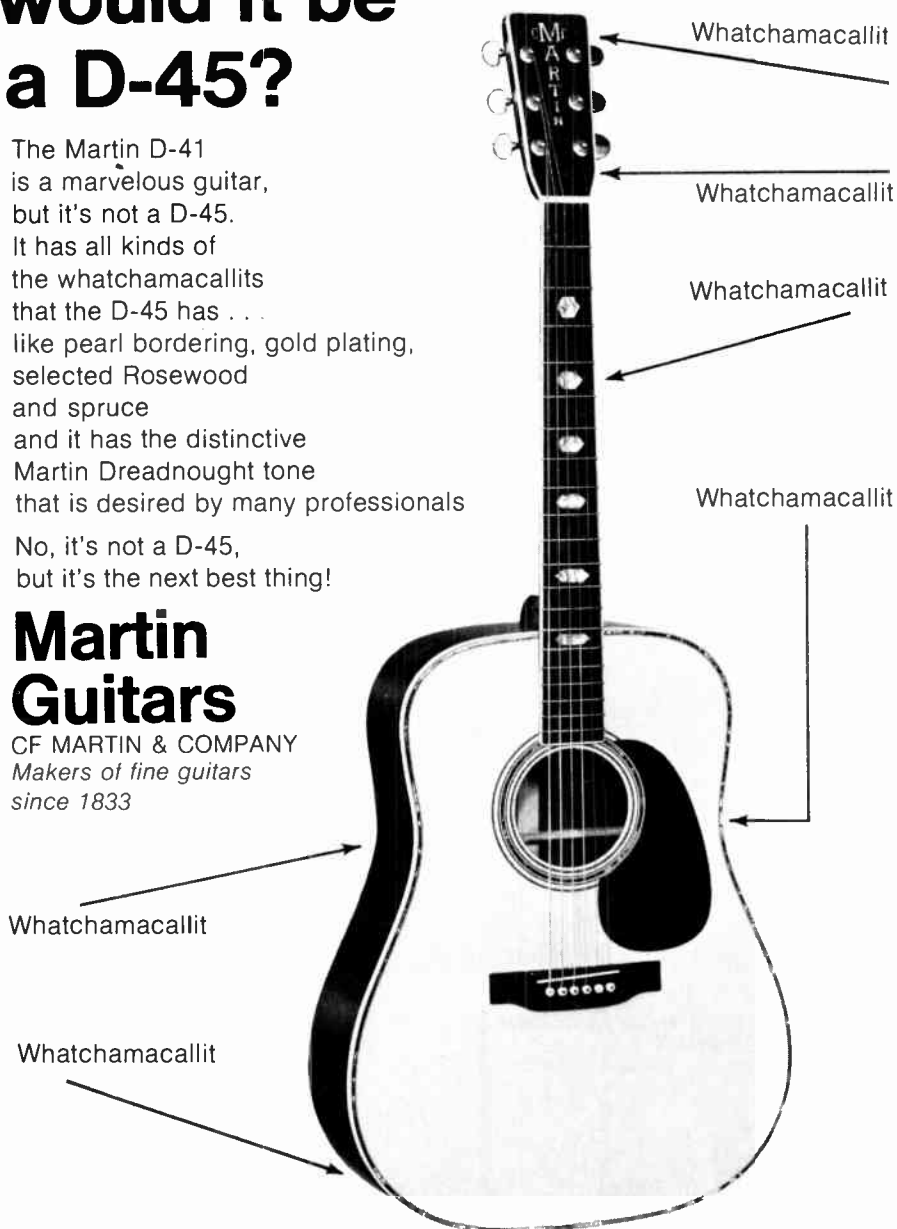 would it be
a D-45?
The Martin D-41
is a marvelous guitar,
but it's not a D-45.
It has all kinds of
the whatchamacallits
that the D-45 has . . .
like pearl bordering, gold plating,
selected Rosewood
and spruce
and it has the distinctive
Martin Dreadnought tone
that is desired by many professionals
No, it's not a D-45,
but it's the next best thing!
Martin
Guitars
CF MARTIN & COMPANY
Makers of fine guitars
since 1833
CF
MARTIN
Whatchamacallit
Whatchamacallit
Whatchamacallit
Whatchamacallit
Whatchamacallit
Whatchamacallit